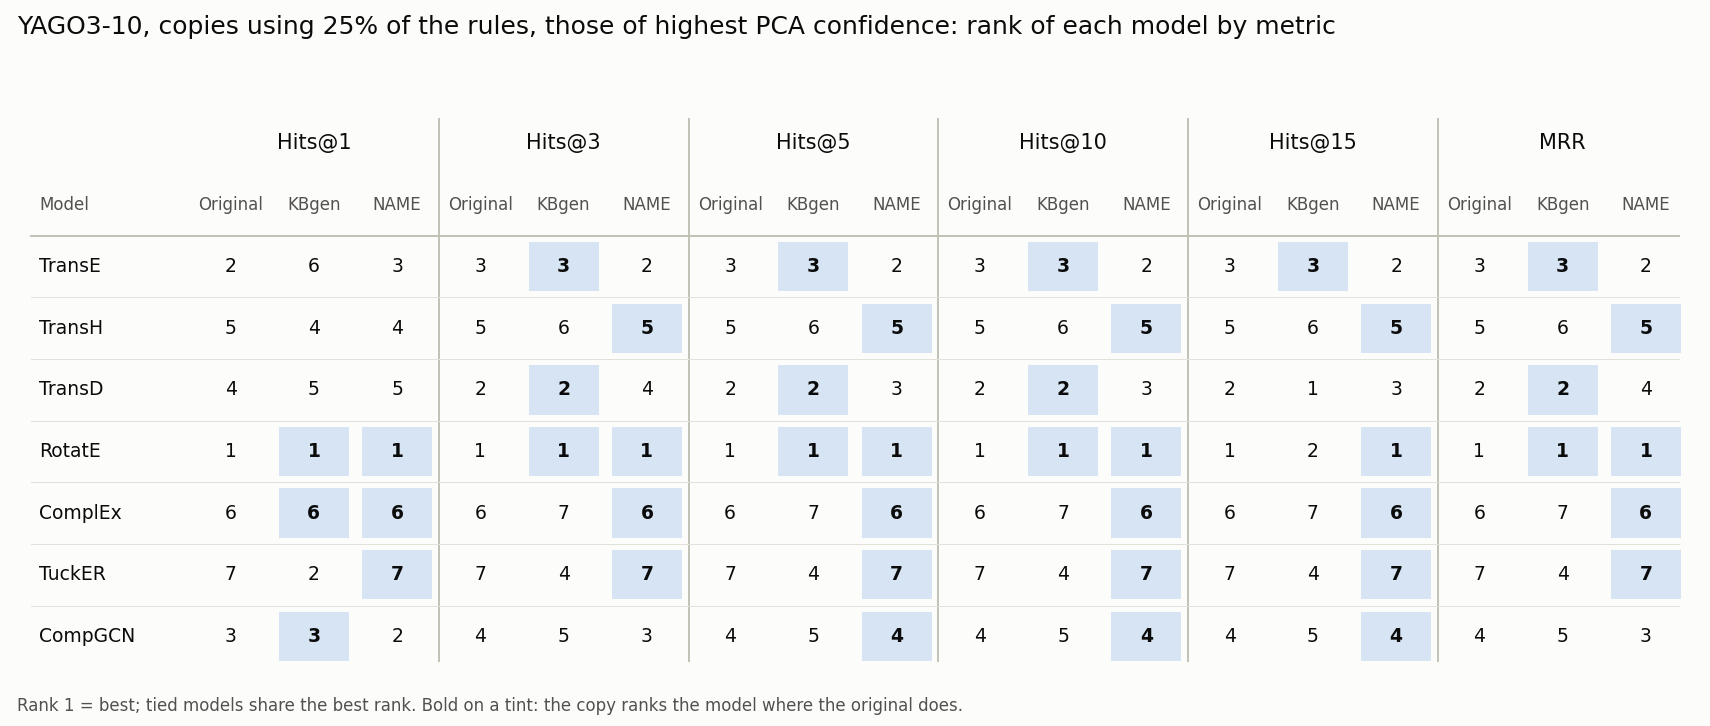 YAGO3-10, copies using 25% of the rules, those of highest PCA confidence: rank of each model by metric
Hits@1 Hits@3 Hits@5 Hits@10 Hits@15 MRR
Model Original KBgen NAME Original KBgen NAME Original KBgen NAME Original KBgen NAME Original KBgen NAME Original KBgen NAME
TransE 2 6 3 3 3 2 3 3 2 3 3 2 3 3 2 3 3 2
TransH 5 4 4 5 6 5 5 6 5 5 6 5 5 6 5 5 6 5
TransD 4 5 5 2 2 4 2 2 3 2 2 3 2 1 3 2 2 4
RotatE 1 1 1 1 1 1 1 1 1 1 1 1 1 2 1 1 1 1
ComplEx 6 6 6 6 7 6 6 7 6 6 7 6 6 7 6 6 7 6
TuckER 7 2 7 7 4 7 7 4 7 7 4 7 7 4 7 7 4 7
CompGCN 3 3 2 4 5 3 4 5 4 4 5 4 4 5 4 4 5 3
Rank 1 = best; tied models share the best rank. Bold on a tint: the copy ranks the model where the original does.